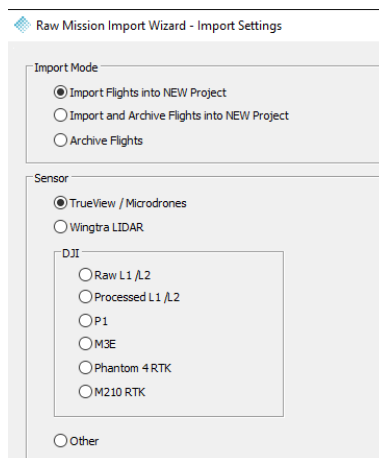 Raw Mission Import Wizard - Import Settings
Import Mode
Import Flights into NEW Project
Import and Archive Flights into NEW Project
Archive Flights
Sensor
TrueView / Microdrones
Wingtra LIDAR
DJI
Raw L1 /L2
Processed L1 /L2
P1
M3E
Phantom 4 RTK
M210 RTK
Other